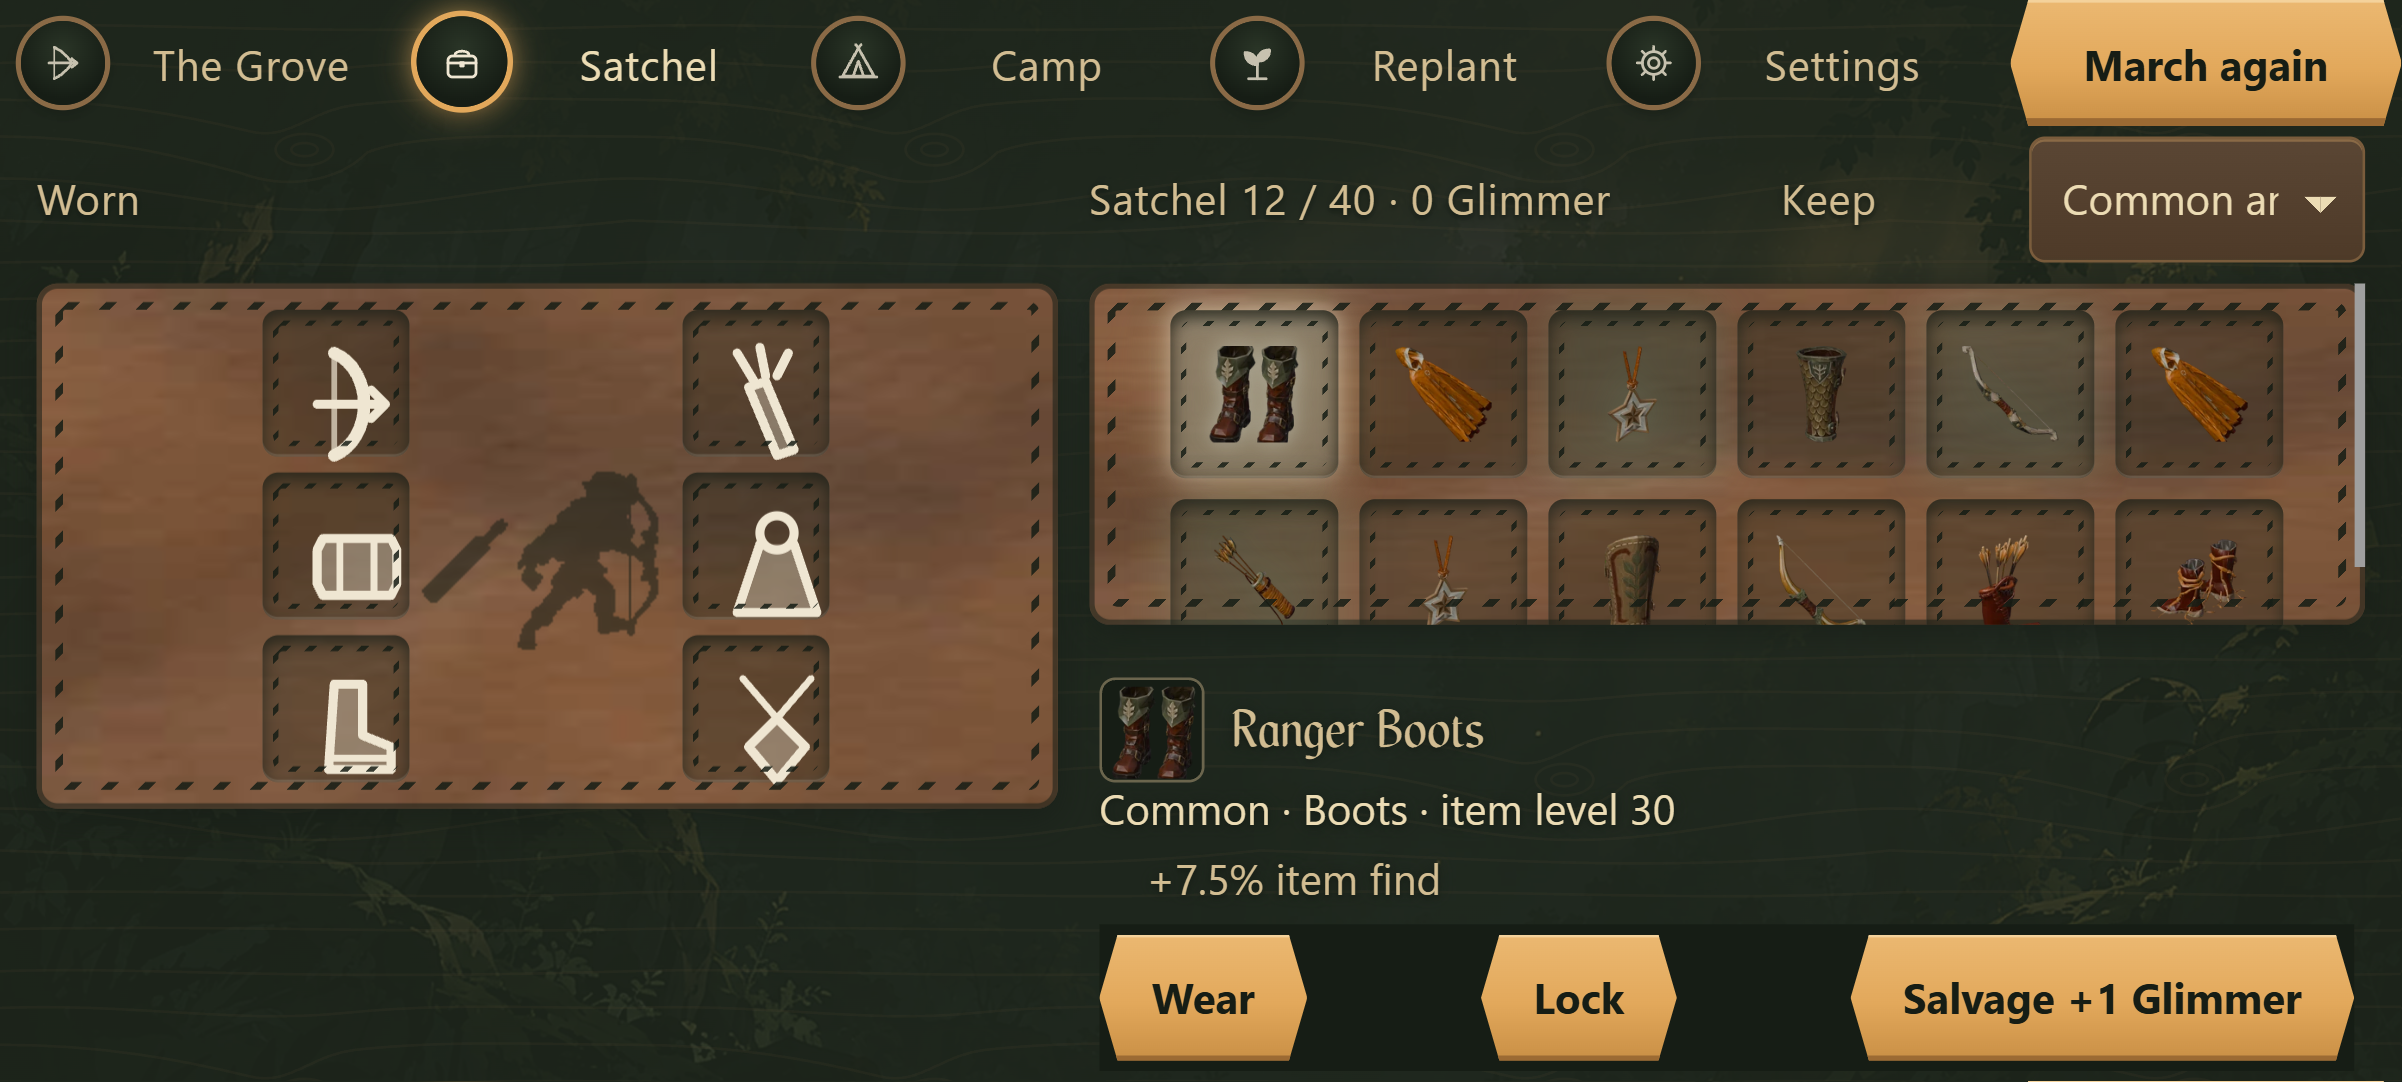 The Grove
Satchel
Camp
Replant
Settings
March again
Worn
Satchel 12 / 40 · 0 Glimmer
Keep
Common ar
Ranger Boots
Common · Boots · item level 30
+7.5% item find
Wear
Lock
Salvage +1 Glimmer